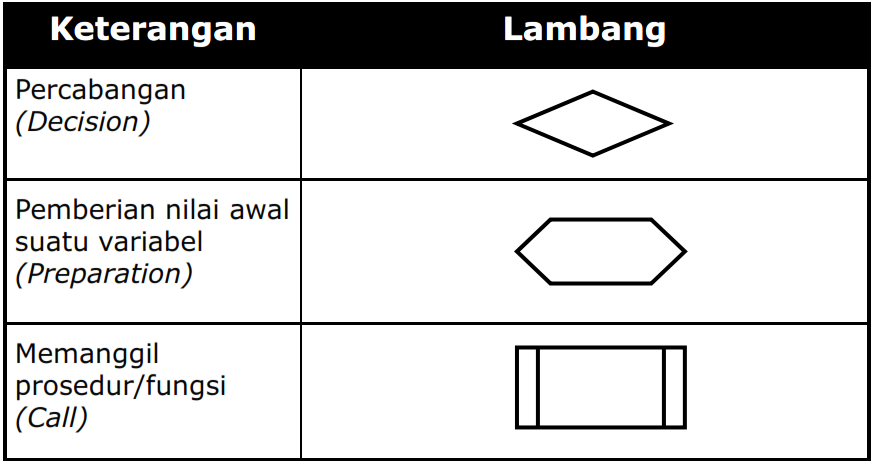 Keterangan Lambang
Percabangan
(Decision)
Pemberian nilai awal
suatu variabel
(Preparation)
Memanggil
prosedur/fungsi
(Call)